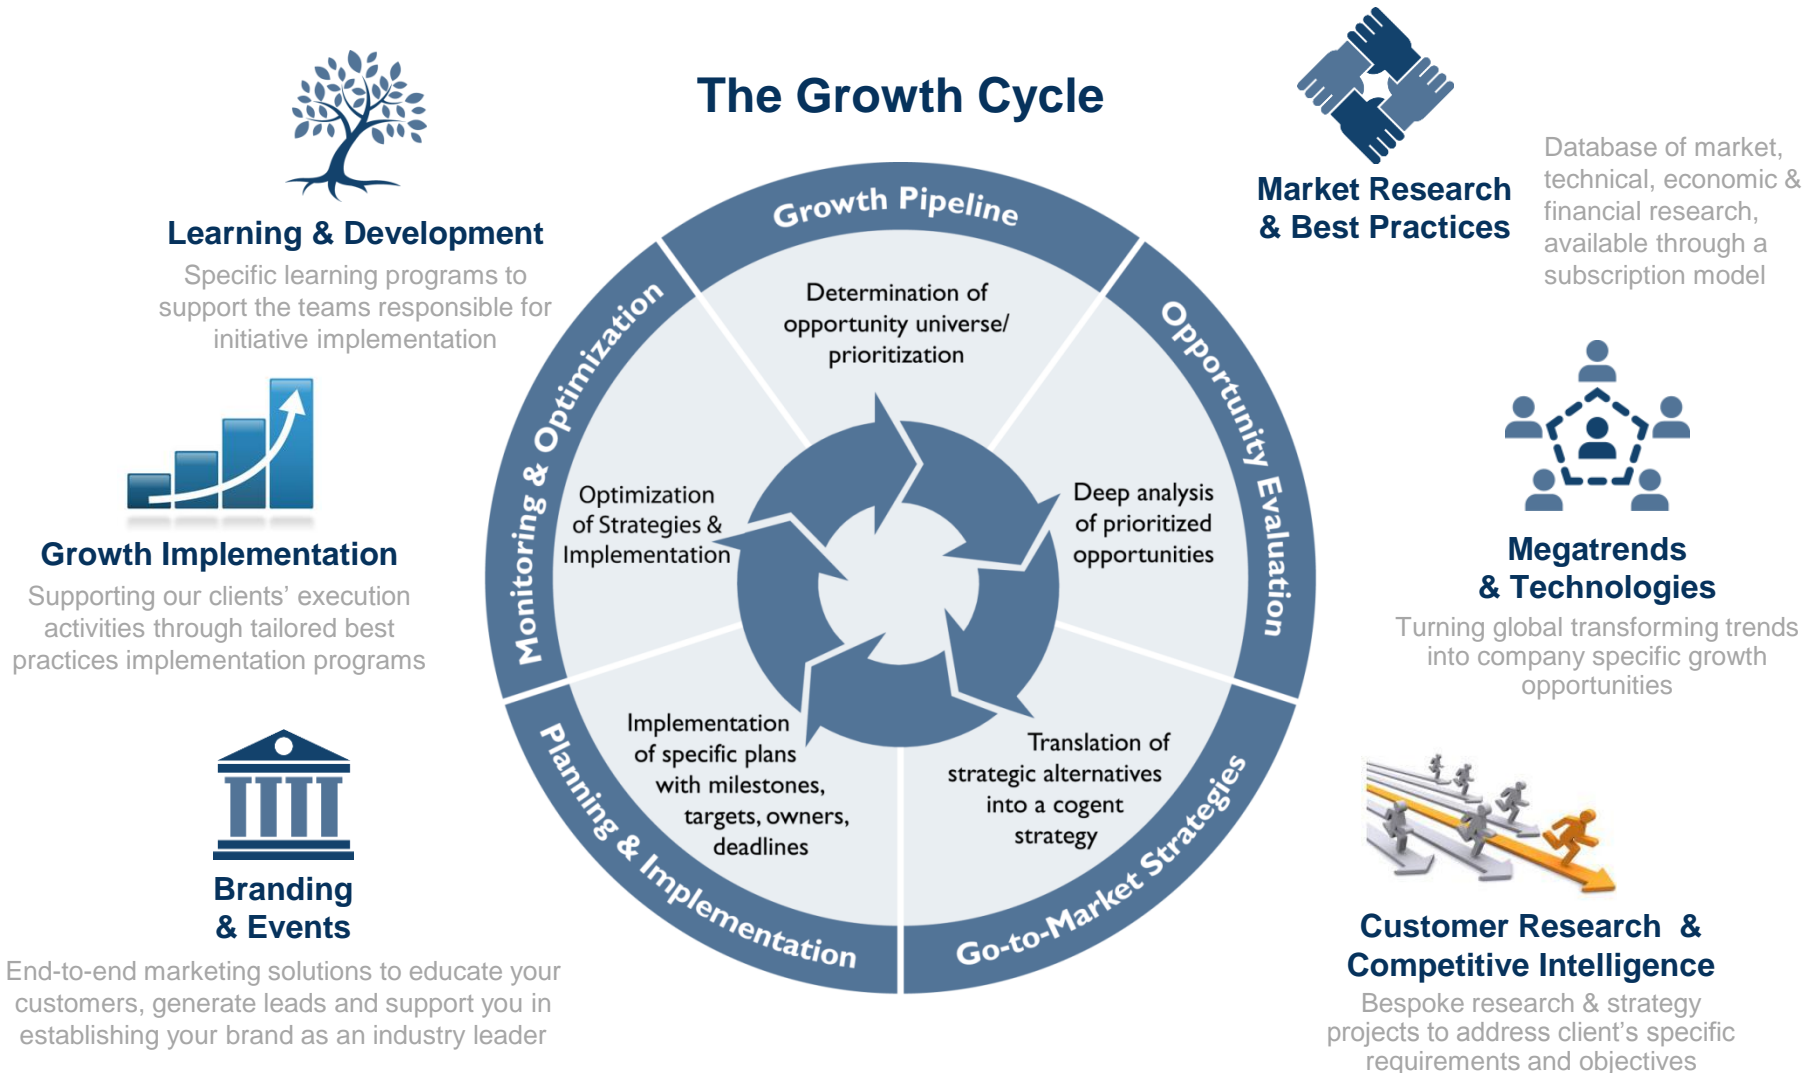 The Growth Cycle
Learning & Development
Specific learning programs to
support the teams responsible for
initiative implementation
Growth Implementation
Supporting our clients’ execution
activities through tailored best
practices implementation programs
Branding
& Events
End-to-end marketing solutions to educate your
customers, generate leads and support you in
establishing your brand as an industry leader
Growth Pipeline
Determination of
opportunity universe/
prioritization
Opportunity Evaluation
Deep analysis
of prioritized
opportunities
Go-to-Market Strategies
Translation of
strategic alternatives
into a cogent
strategy
Planning & Implementation
Implementation
of specific plans
with milestones,
targets, owners,
deadlines
Monitoring & Optimization
Optimization
of Strategies &
Implementation
Market Research
& Best Practices
Database of market,
technical, economic &
financial research,
available through a
subscription model
Megatrends
& Technologies
Turning global transforming trends
into company specific growth
opportunities
Customer Research &
Competitive Intelligence
Bespoke research & strategy
projects to address client’s specific
requirements and objectives